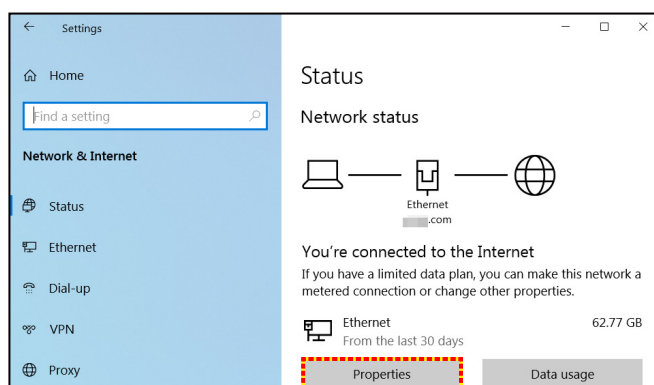 Settings
Home
Find a setting
Network & Internet
Status
Ethernet
Dial-up
VPN
Proxy
Status
Network status
Ethernet
.com
You're connected to the Internet
If you have a limited data plan, you can make this network a
metered connection or change other properties.
Ethernet 62.77 GB
From the last 30 days
Properties Data usage